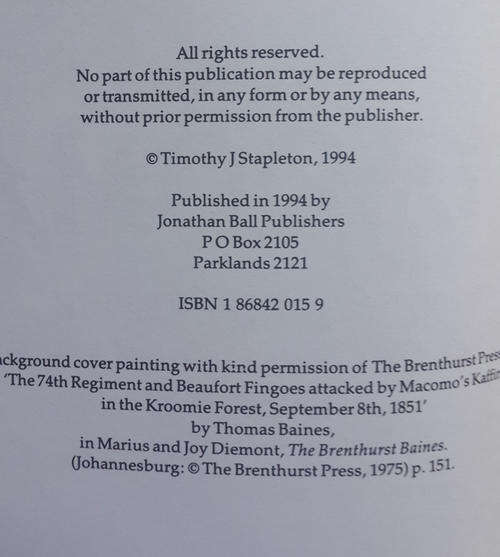 All rights reserved.
No part of this publication may be reproduced
or transmitted, in any form or by any means,
without prior permission from the publisher.
© Timothy J Stapleton, 1994
Published in 1994 by
Jonathan Ball Publishers
P O Box 2105
Parklands 2121
ISBN 1 86842 015 9
ackground cover painting with kind permission of The Brenthurst Press
'The 74th Regiment and Beaufort Fingoes attacked by Macomo's Kaffir
in the Kroomie Forest, September 8th, 1851'
by Thomas Baines,
in Marius and Joy Diemont, The Brenthurst Baines.
(Johannesburg: © The Brenthurst Press, 1975) p. 151.